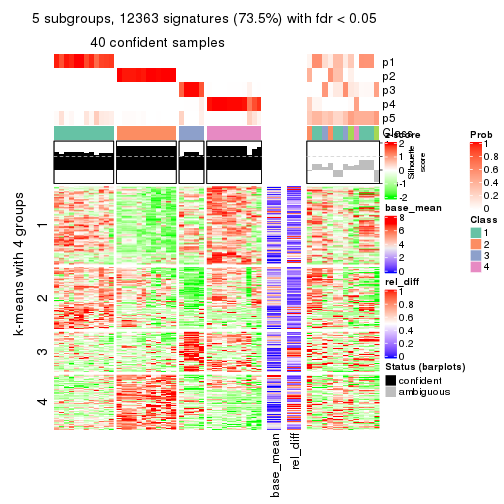 5 subgroups, 12363 signatures (73.5%) with fdr < 0.05
40 confident samples
p1
p2
p3
p4
p5
Class
Silhouette
score
k-means with 4 groups
1
2
3
4
base_mean
rel_diff
z-score
2
1
0
-1
-2
base_mean
8
6
4
2
0
rel_diff
1
0.8
0.6
0.4
0.2
0
Status (barplots)
confident
ambiguous
Prob
1
0.8
0.6
0.4
0.2
0
Class
1
2
3
4